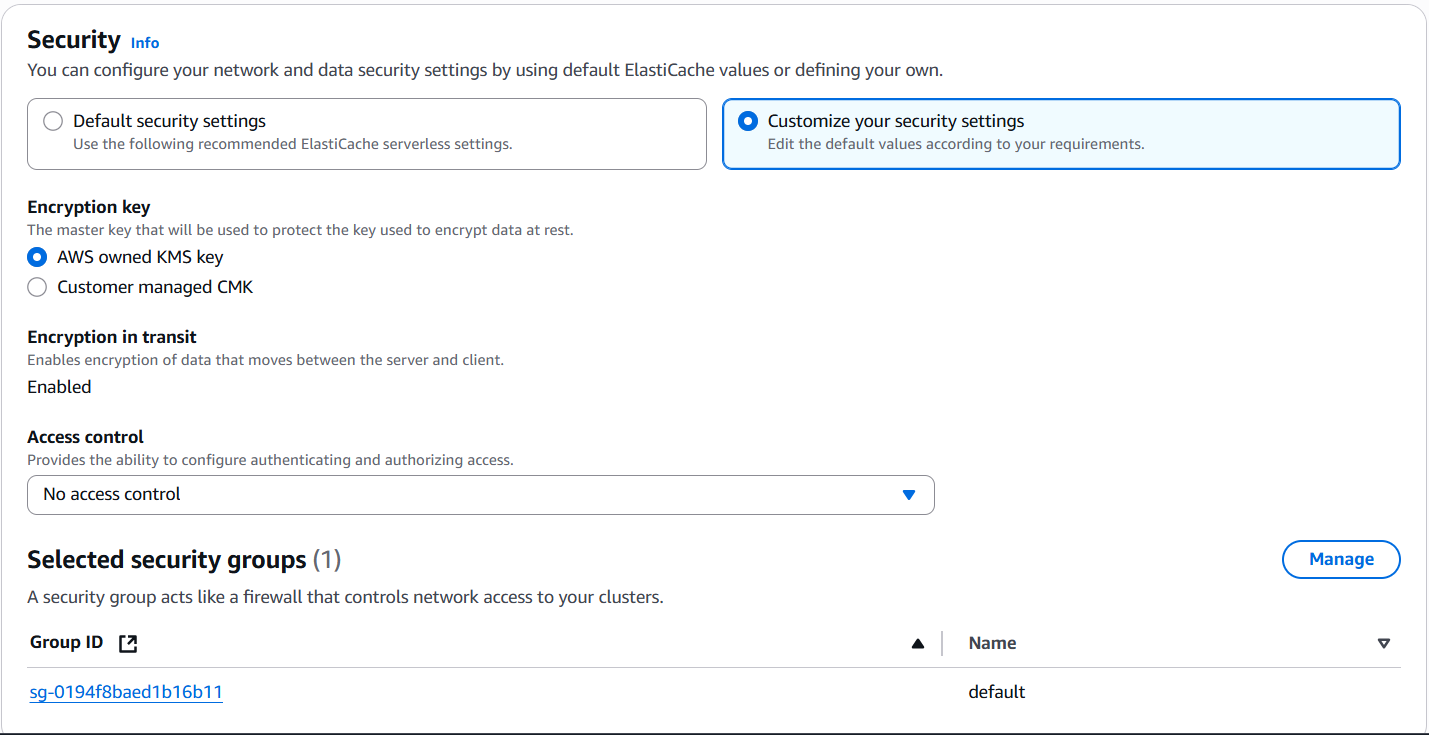 Security Info
You can configure your network and data security settings by using default ElastiCache values or defining your own.
Default security settings
Use the following recommended ElastiCache serverless settings.
Customize your security settings
Edit the default values according to your requirements.
Encryption key
The master key that will be used to protect the key used to encrypt data at rest.
AWS owned KMS key
Customer managed CMK
Encryption in transit
Enables encryption of data that moves between the server and client.
Enabled
Access control
Provides the ability to configure authenticating and authorizing access.
No access control
Selected security groups (1)
Manage
A security group acts like a firewall that controls network access to your clusters.
Group ID Name
sg-0194f8baed1b16b11 default